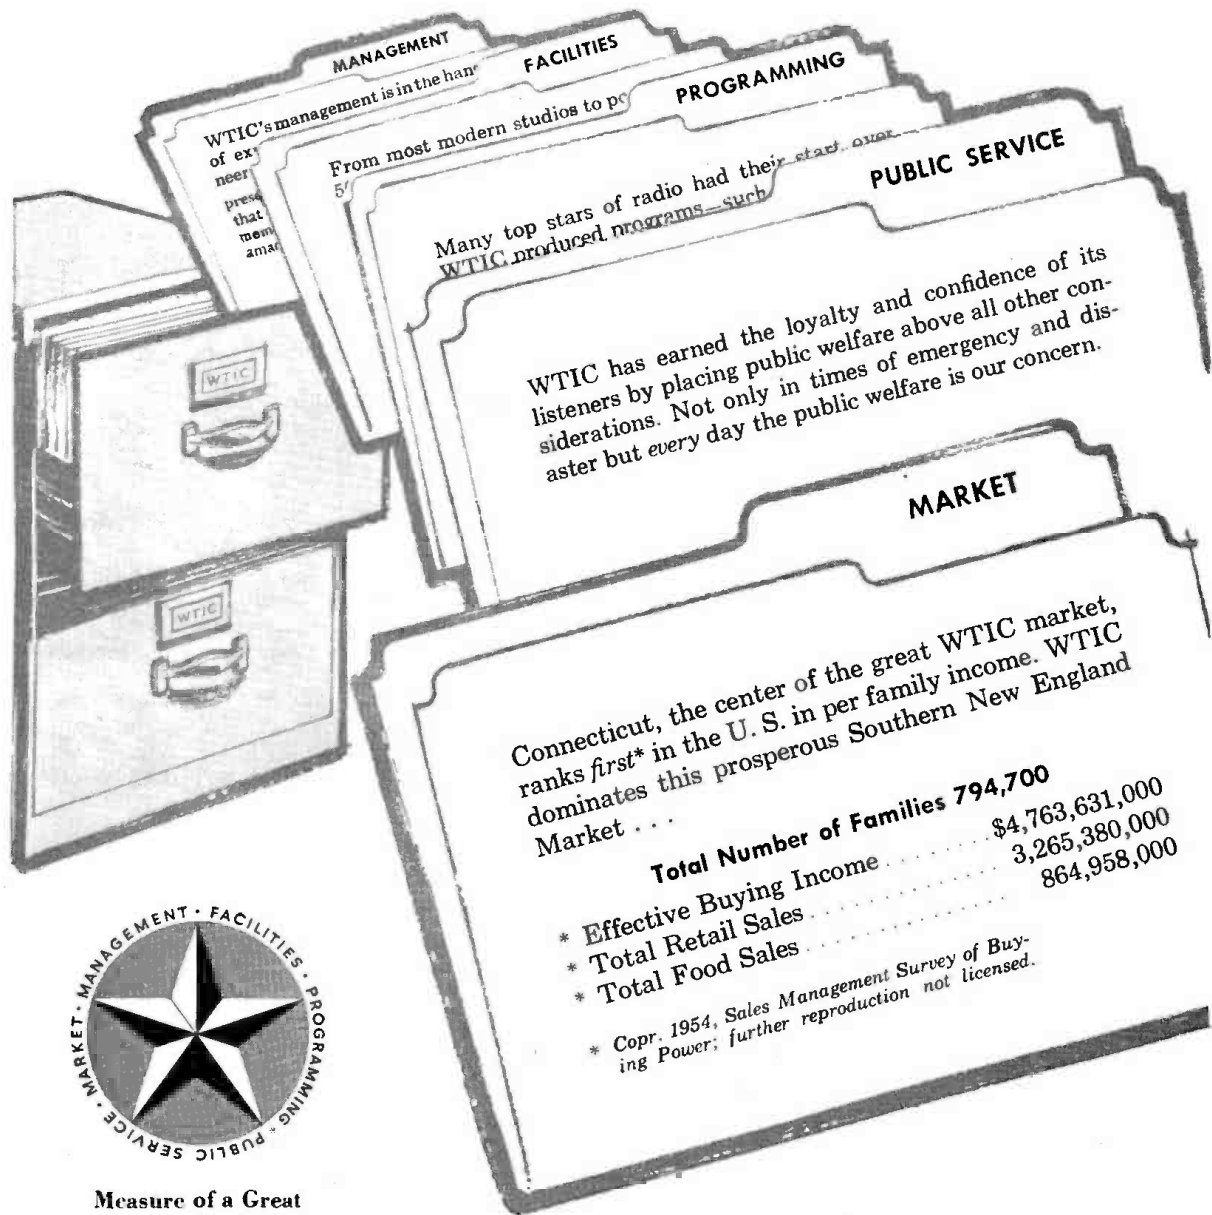 MANAGEMENT
WTIC's management is in the
of
FACILITIES
From most modern studios to
PROGRAMMING
Many top stars of radio had their start over
WTIC produced programs—such
PUBLIC SERVICE
WTIC has earned the loyalty and confidence of its
listeners by placing public welfare above all other con-
siderations. Not only in times of emergency and dis-
aster but every day the public welfare is our concern.
MARKET
Connecticut, the center of the great WTIC market,
ranks first* in the U. S. in per family income. WTIC
dominates this prosperous Southern New England
Market . . .
Total Number of Families 794,700
* Effective Buying Income . . . . . . . . $4,763,631,000
* Total Retail Sales . . . . . . . . . . . . . . 3,265,380,000
* Total Food Sales . . . . . . . . . . . . . . . 864,958,000
* Copr. 1954, Sales Management Survey of Buy-
ing Power; further reproduction not licensed.
that
WTIC
WTIC
MARKET · MANAGEMENT · FACILITIES · PROGRAMMING · PUBLIC SERVICE ·
Measure of a Great